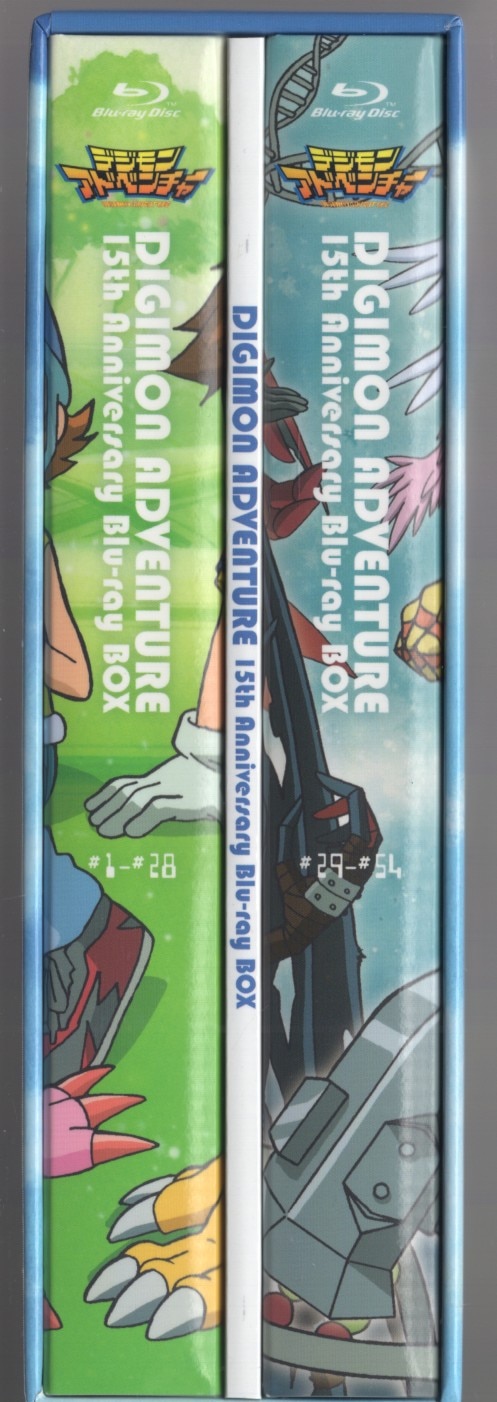 Blu-ray Disc™
デジモン
アドベンチャー
DIGIMON ADVENTURE
15th Anniversary Blu-ray BOX
#1-#28
DIGIMON ADVENTURE 15th Anniversary Blu-ray BOX
Blu-ray Disc™
デジモン
アドベンチャー
DIGIMON ADVENTURE
15th Anniversary Blu-ray BOX
#29-#54